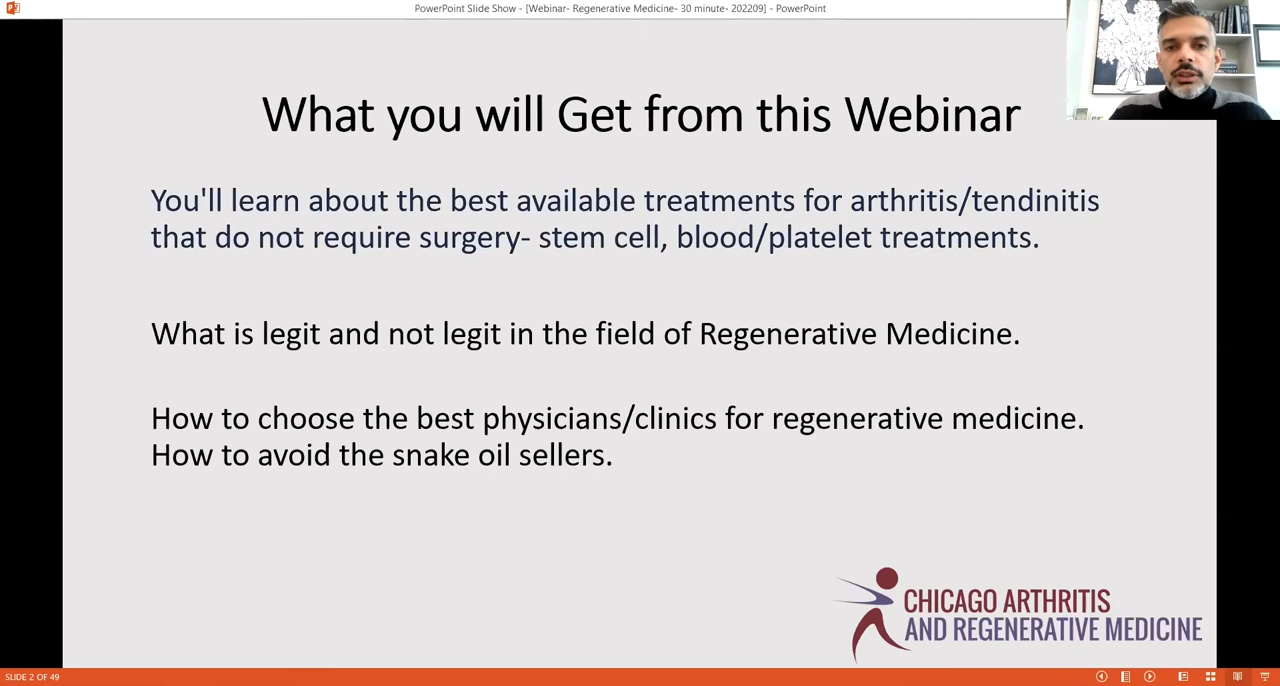 PowerPoint Slide Show - [Webinar- Regenerative Medicine- 30 minute- 202209] - PowerPoint
What you will Get from this Webinar
You'll learn about the best available treatments for arthritis/tendinitis
that do not require surgery- stem cell, blood/platelet treatments.
What is legit and not legit in the field of Regenerative Medicine.
How to choose the best physicians/clinics for regenerative medicine.
How to avoid the snake oil sellers.
CHICAGO ARTHRITIS
AND REGENERATIVE MEDICINE
SLIDE 2 OF 49